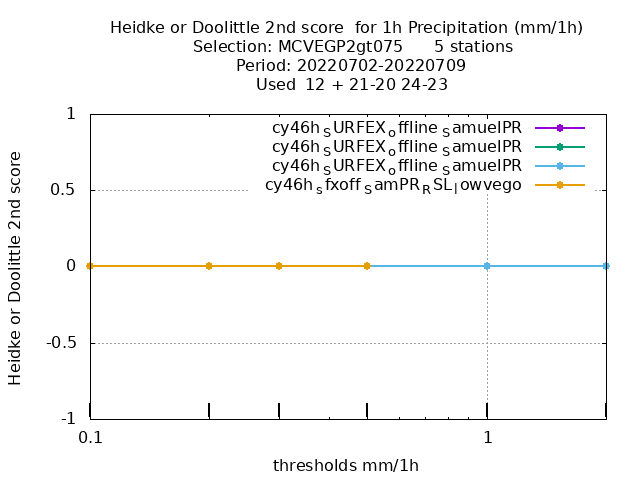 Heidke or Doolittle 2nd score  for 1h Precipitation (mm/1h)
Selection: MCVEGP2gt075      5 stations
Period: 20220702-20220709
Used  12 + 21-20 24-23
cy46h_SURFEX_offline_SamuelPR
cy46h_SURFEX_offline_SamuelPR
cy46h_SURFEX_offline_SamuelPR
cy46h_sfxoff_SamPR_RSL_lowvego
1
0.5
0
-0.5
-1
Heidke or Doolittle 2nd score
0.1
1
thresholds mm/1h